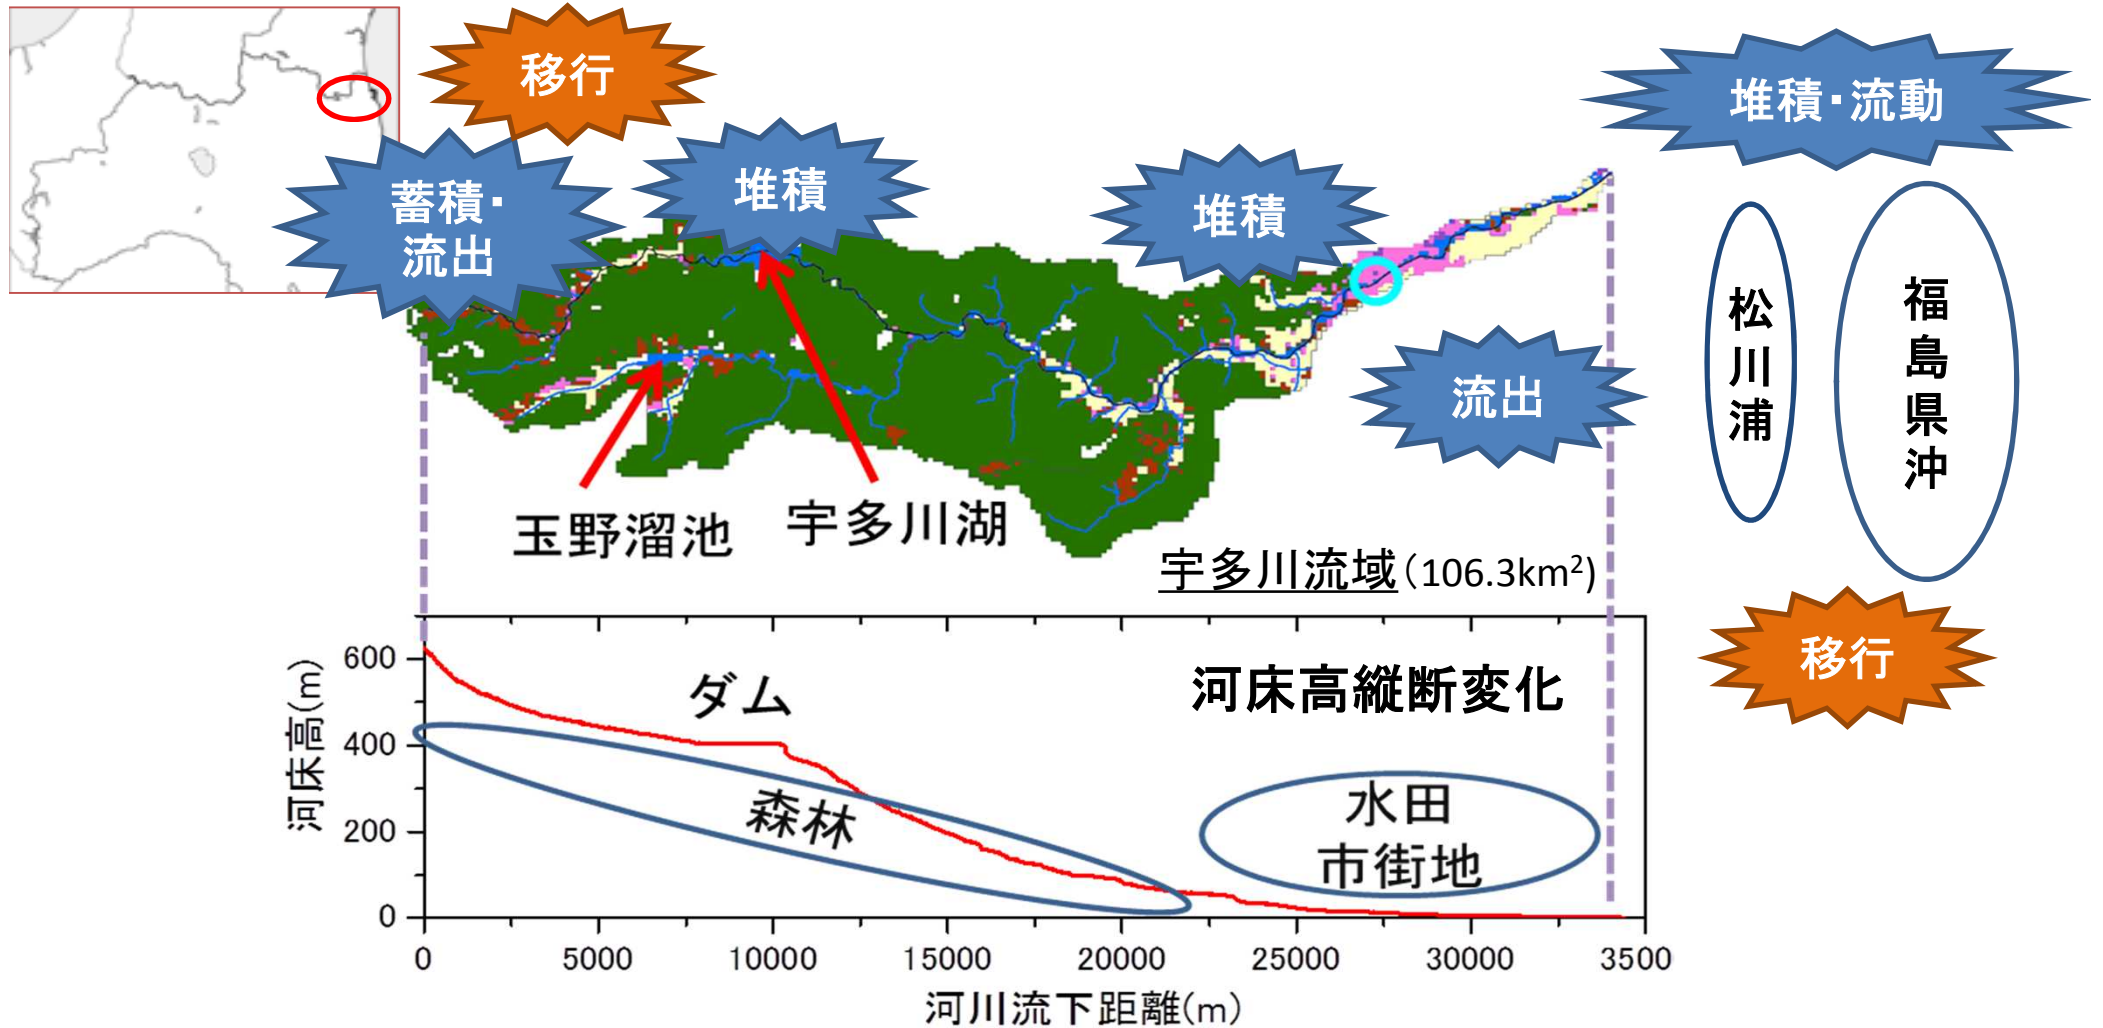 移行
堆積・流動
蓄積・
流出
堆積
堆積
流出
松川浦
福島県沖
玉野溜池
宇多川湖
宇多川流域(106.3km²)
移行
河床高縦断変化
ダム
森林
水田
市街地
河床高(m)
600
400
200
0
0 5000 10000 15000 20000 25000 30000 3500
河川流下距離(m)